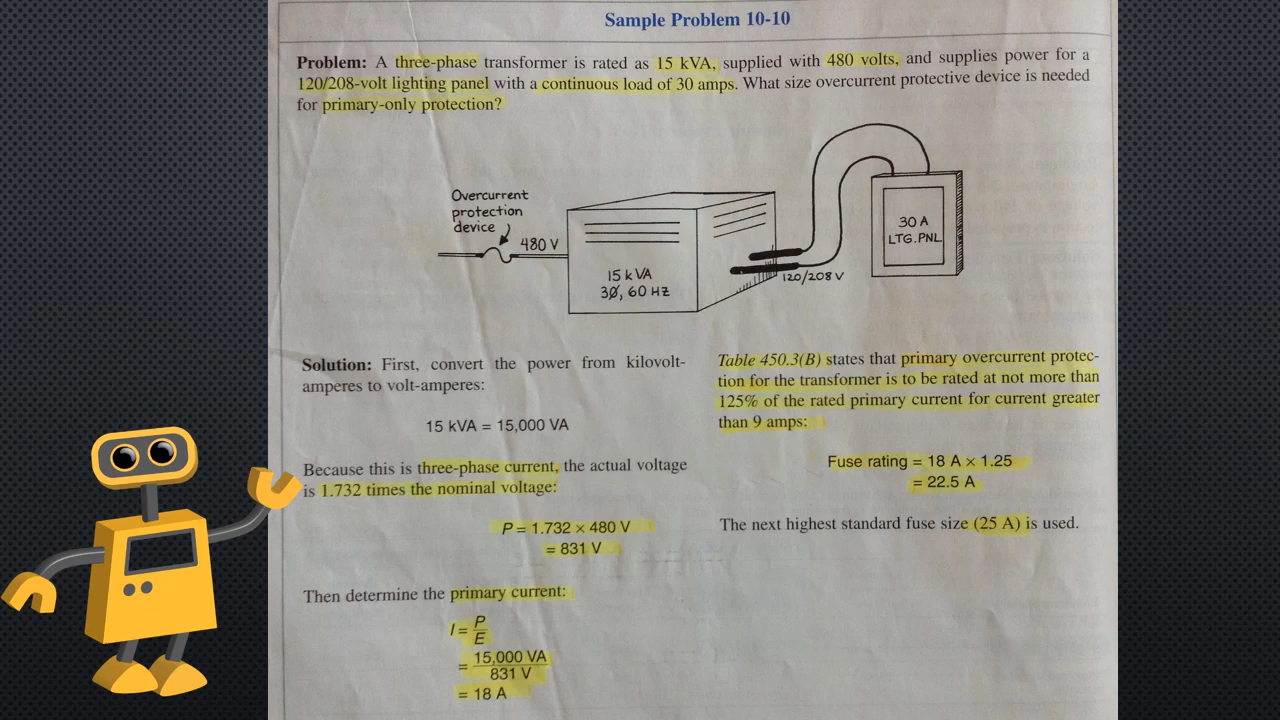 Sample Problem 10-10
Problem: A three-phase transformer is rated as 15 kVA, supplied with 480 volts, and supplies power for a
120/208-volt lighting panel with a continuous load of 30 amps. What size overcurrent protective device is needed
for primary-only protection?
Overcurrent
protection
device
480 V
15 kVA
3Ø, 60 HZ
120/208 V
30 A
LTG. PNL
Solution: First, convert the power from kilovolt-
amperes to volt-amperes:
15 kVA = 15,000 VA
Because this is three-phase current, the actual voltage
is 1.732 times the nominal voltage:
P = 1.732 × 480 V
= 831 V
Then determine the primary current:
I = P/E
= 15,000 VA/831 V
= 18 A
Table 450.3(B) states that primary overcurrent protec-
tion for the transformer is to be rated at not more than
125% of the rated primary current for current greater
than 9 amps:
Fuse rating = 18 A × 1.25
= 22.5 A
The next highest standard fuse size (25 A) is used.